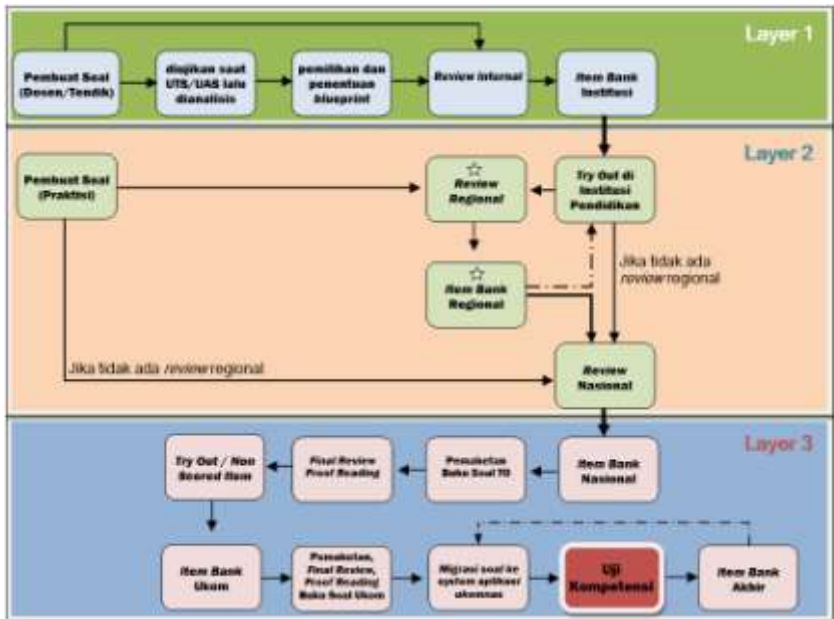 Layer 1
Pembuat Soal
(Dosen/Tendik)
diujikan saat
UTS/UAS lalu
dianalisis
pemilihan dan
penentuan
blueprint
Review Internal
Item Bank
Institusi
Layer 2
Pembuat Soal
(Praktisi)
Review
Regional
Try Out di
Institusi
Pendidikan
Jika tidak ada
review regional
Item Bank
Regional
Jika tidak ada review regional
Review
Nasional
Layer 3
Try Out / Non
Scored Item
Final Review
Proof Reading
Pemaketan
Buku Soal TO
Item Bank
Nasional
Item Bank
Ukom
Pemaketan,
Final Review,
Proof Reading
Buku Soal Ukom
Migrasi soal ke
system aplikasi
ukomnas
Uji
Kompetensi
Item Bank
Akhir